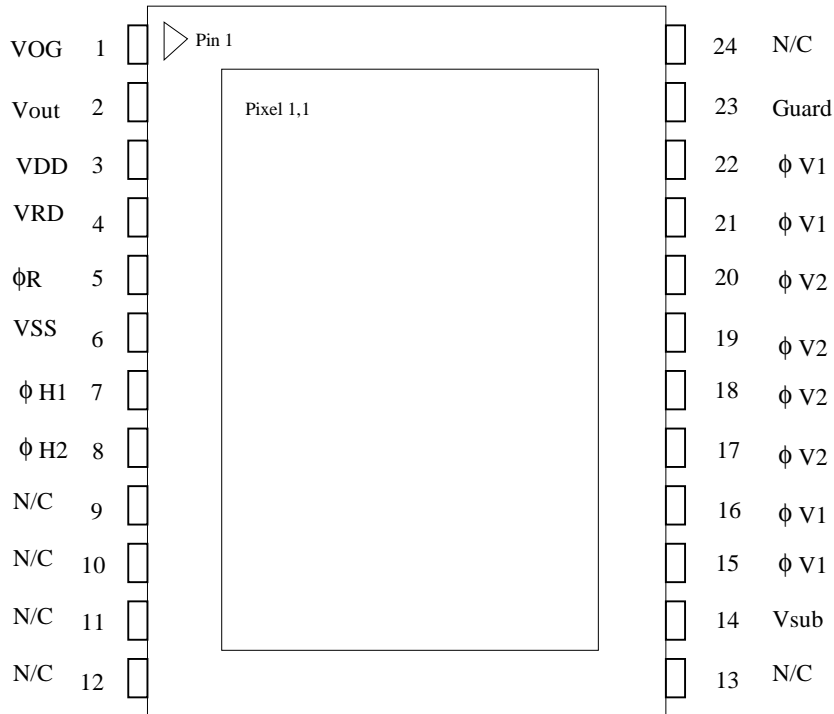 VOG 1 Pin 1 24 N/C
Vout 2 Pixel 1,1 23 Guard
VDD 3 22 ϕ V1
VRD 4 21 ϕ V1
ϕR 5 20 ϕ V2
VSS 6 19 ϕ V2
ϕ H1 7 18 ϕ V2
ϕ H2 8 17 ϕ V2
N/C 9 16 ϕ V1
N/C 10 15 ϕ V1
N/C 11 14 Vsub
N/C 12 13 N/C